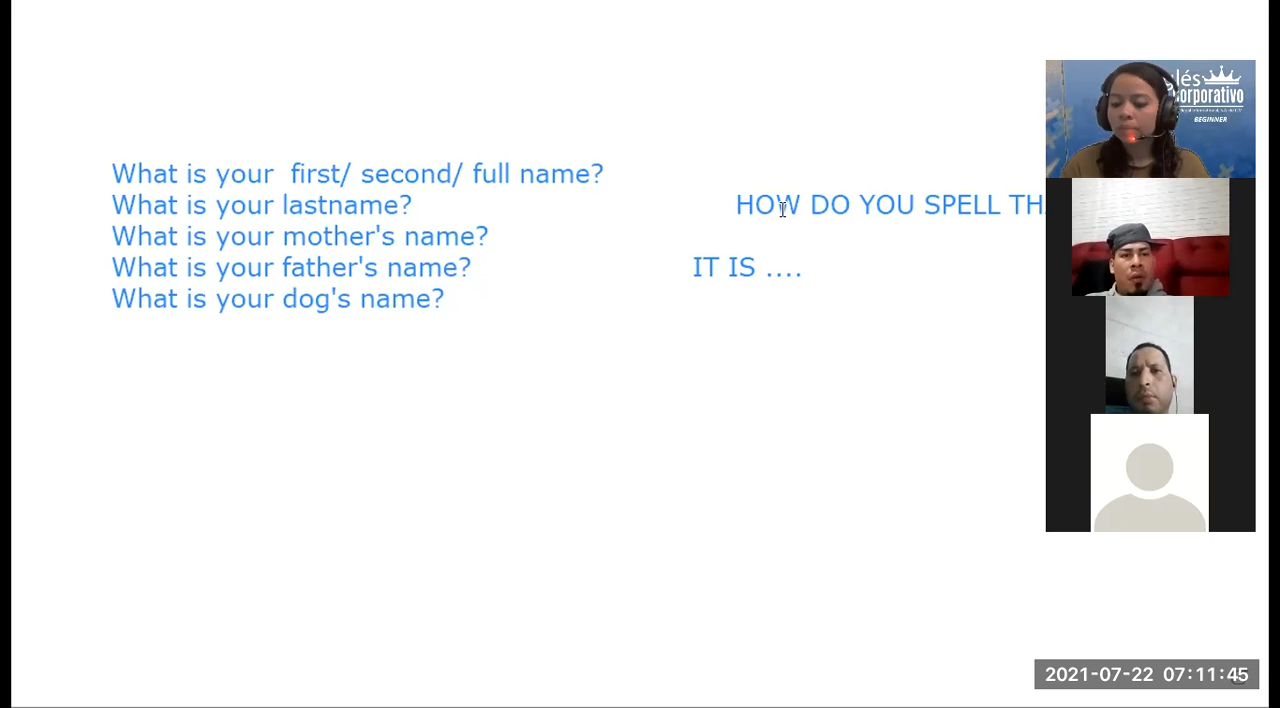 What is your first/ second/ full name?
What is your lastname?
HOW DO YOU SPELL
What is your mother's name?
What is your father's name?
IT IS ....
What is your dog's name?
BEGINNER
2021-07-22 07:11:45